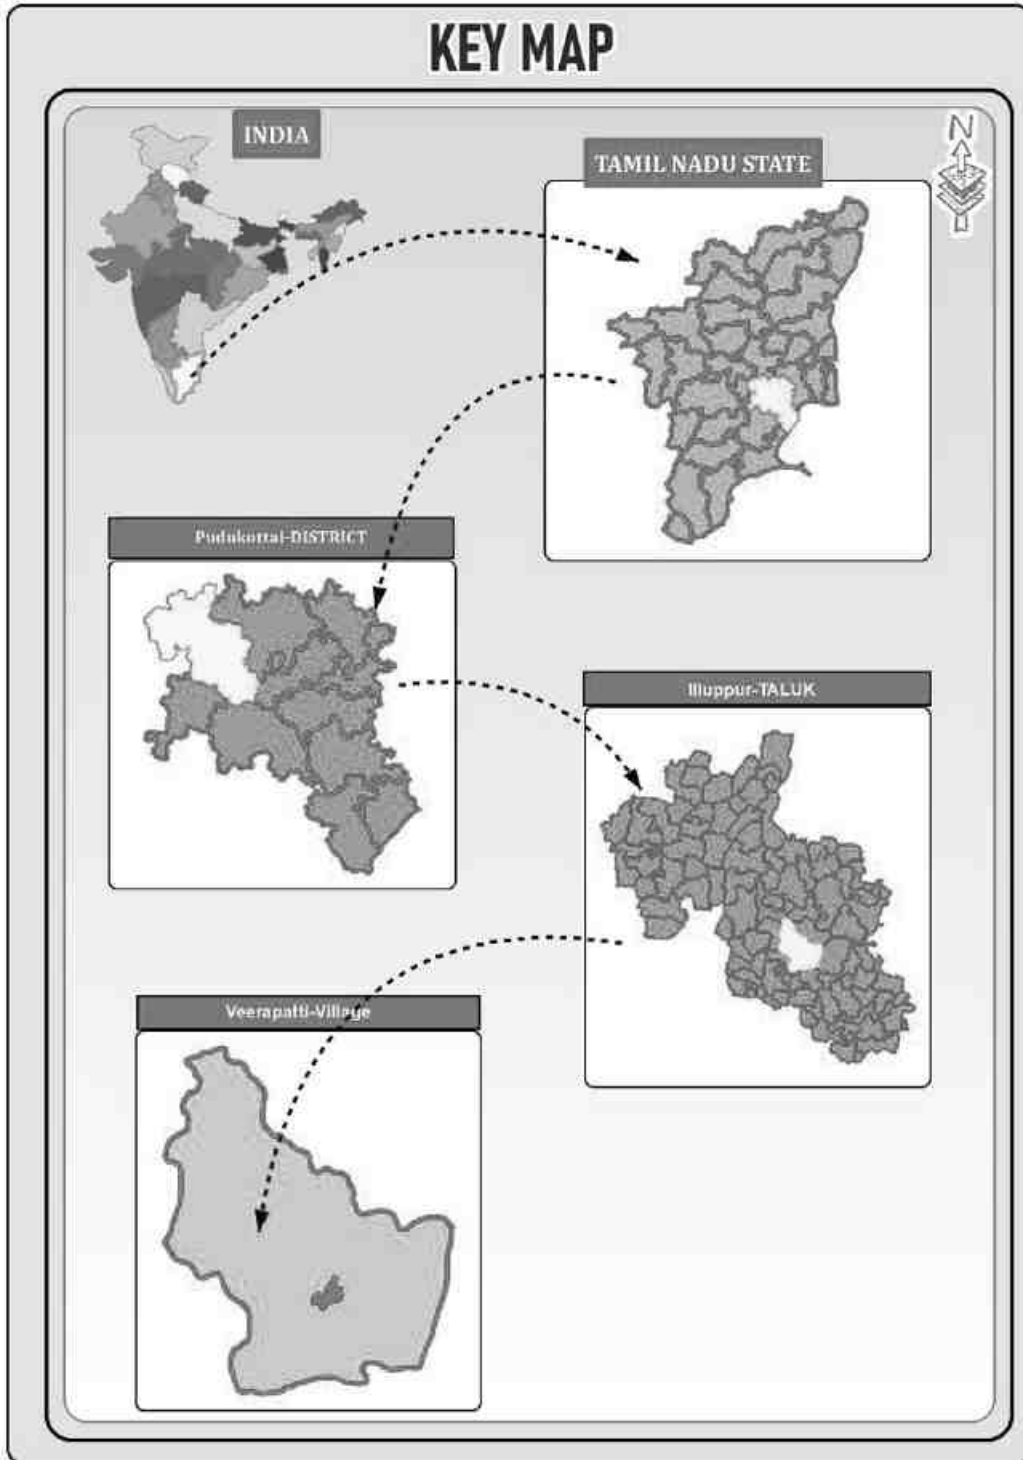 KEY MAP
INDIA
N
TAMIL NADU STATE
Pudukottai-DISTRICT
Illuppur-TALUK
Veerapatti-Village